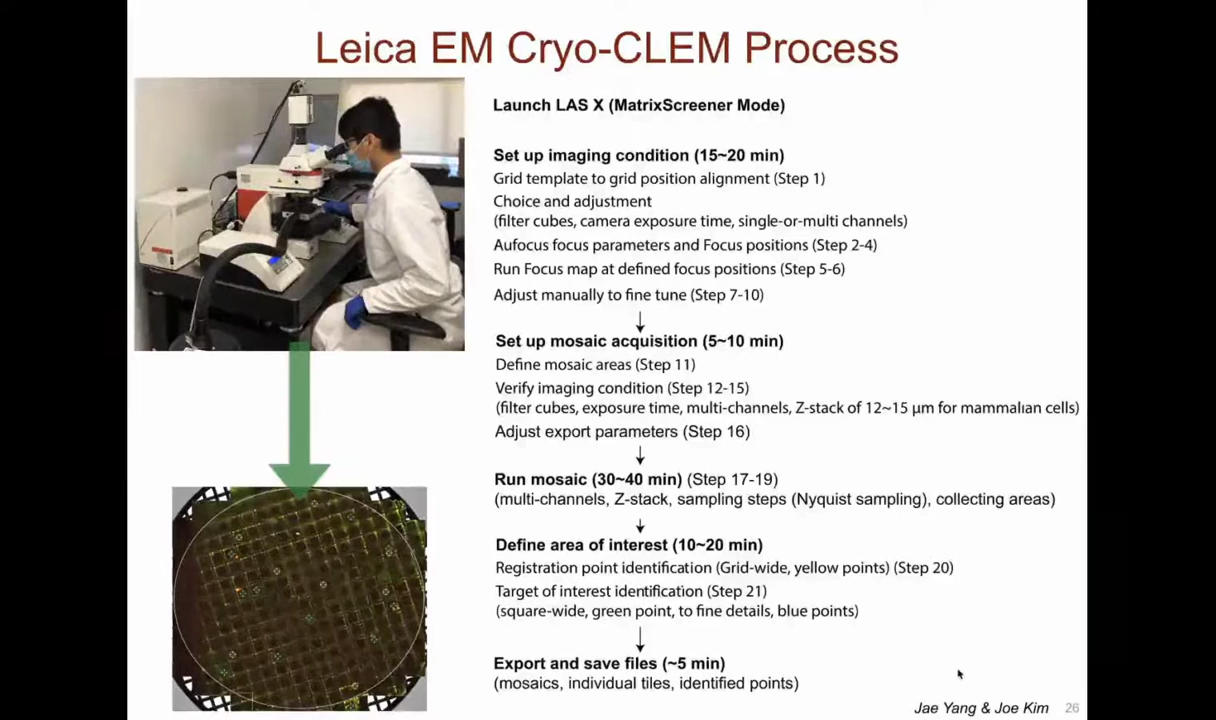 Leica EM Cryo-CLEM Process
Launch LAS X (MatrixScreener Mode)
Set up imaging condition (15~20 min)
Grid template to grid position alignment (Step 1)
Choice and adjustment
(filter cubes, camera exposure time, single-or-multi channels)
Aufocus focus parameters and Focus positions (Step 2-4)
Run Focus map at defined focus positions (Step 5-6)
Adjust manually to fine tune (Step 7-10)
Set up mosaic acquisition (5~10 min)
Define mosaic areas (Step 11)
Verify imaging condition (Step 12-15)
(filter cubes, exposure time, multi-channels, Z-stack of 12~15 µm for mammalian cells)
Adjust export parameters (Step 16)
Run mosaic (30~40 min) (Step 17-19)
(multi-channels, Z-stack, sampling steps (Nyquist sampling), collecting areas)
Define area of interest (10~20 min)
Registration point identification (Grid-wide, yellow points) (Step 20)
Target of interest identification (Step 21)
(square-wide, green point, to fine details, blue points)
Export and save files (~5 min)
(mosaics, individual tiles, identified points)
Jae Yang & Joe Kim 26